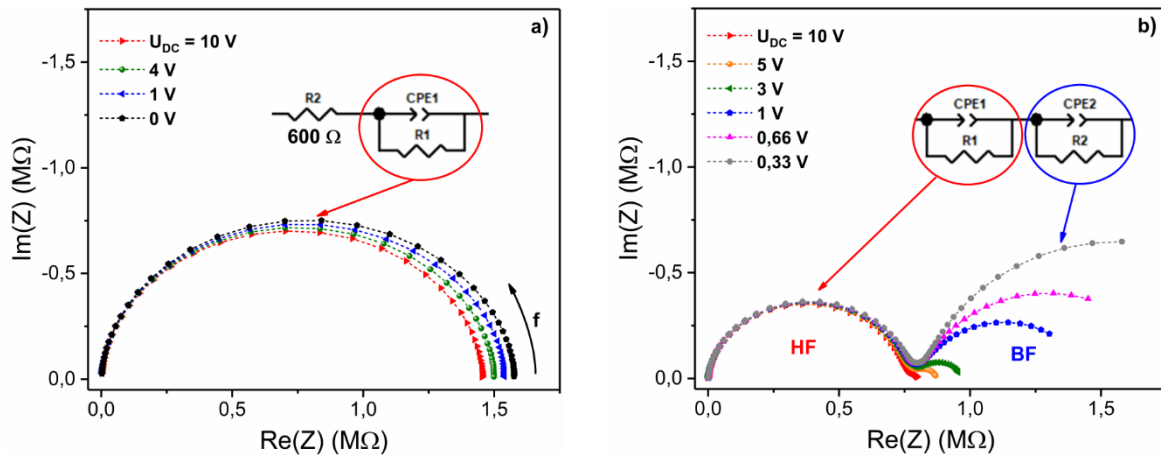 a)
U_DC = 10 V
4 V
1 V
0 V
R2
600 Ω
CPE1
R1
f
-1,5
-1,0
-0,5
0,0
Im(Z) (MΩ)
0,0 0,5 1,0 1,5
Re(Z) (MΩ)
b)
U_DC = 10 V
5 V
3 V
1 V
0,66 V
0,33 V
CPE1 CPE2
R1 R2
HF BF
-1,5
-1,0
-0,5
0,0
Im(Z) (MΩ)
0,0 0,5 1,0 1,5
Re(Z) (MΩ)